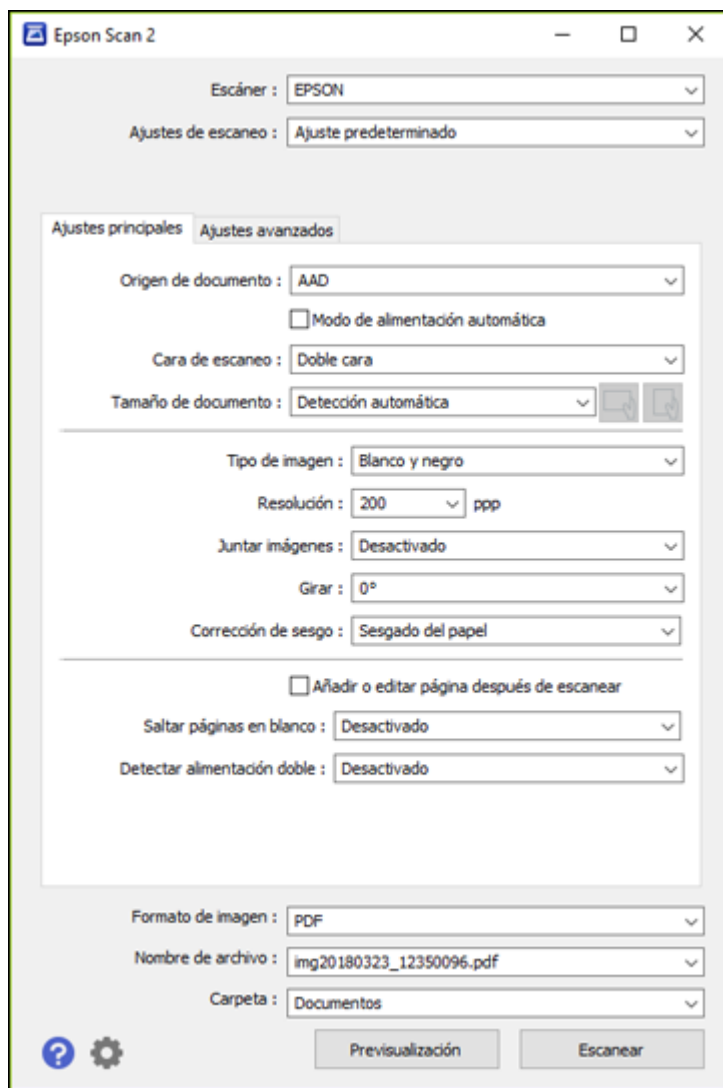 Epson Scan 2
Escáner : EPSON
Ajustes de escaneo : Ajuste predeterminado
Ajustes principales Ajustes avanzados
Origen de documento : AAD
Modo de alimentación automática
Cara de escaneo : Doble cara
Tamaño de documento : Detección automática
Tipo de imagen : Blanco y negro
Resolución : 200 ppp
Juntar imágenes : Desactivado
Girar : 0°
Corrección de sesgo : Sesgado del papel
Añadir o editar página después de escanear
Saltar páginas en blanco : Desactivado
Detectar alimentación doble : Desactivado
Formato de imagen : PDF
Nombre de archivo : img20180323_12350096.pdf
Carpeta : Documentos
? Previsualización Escanear